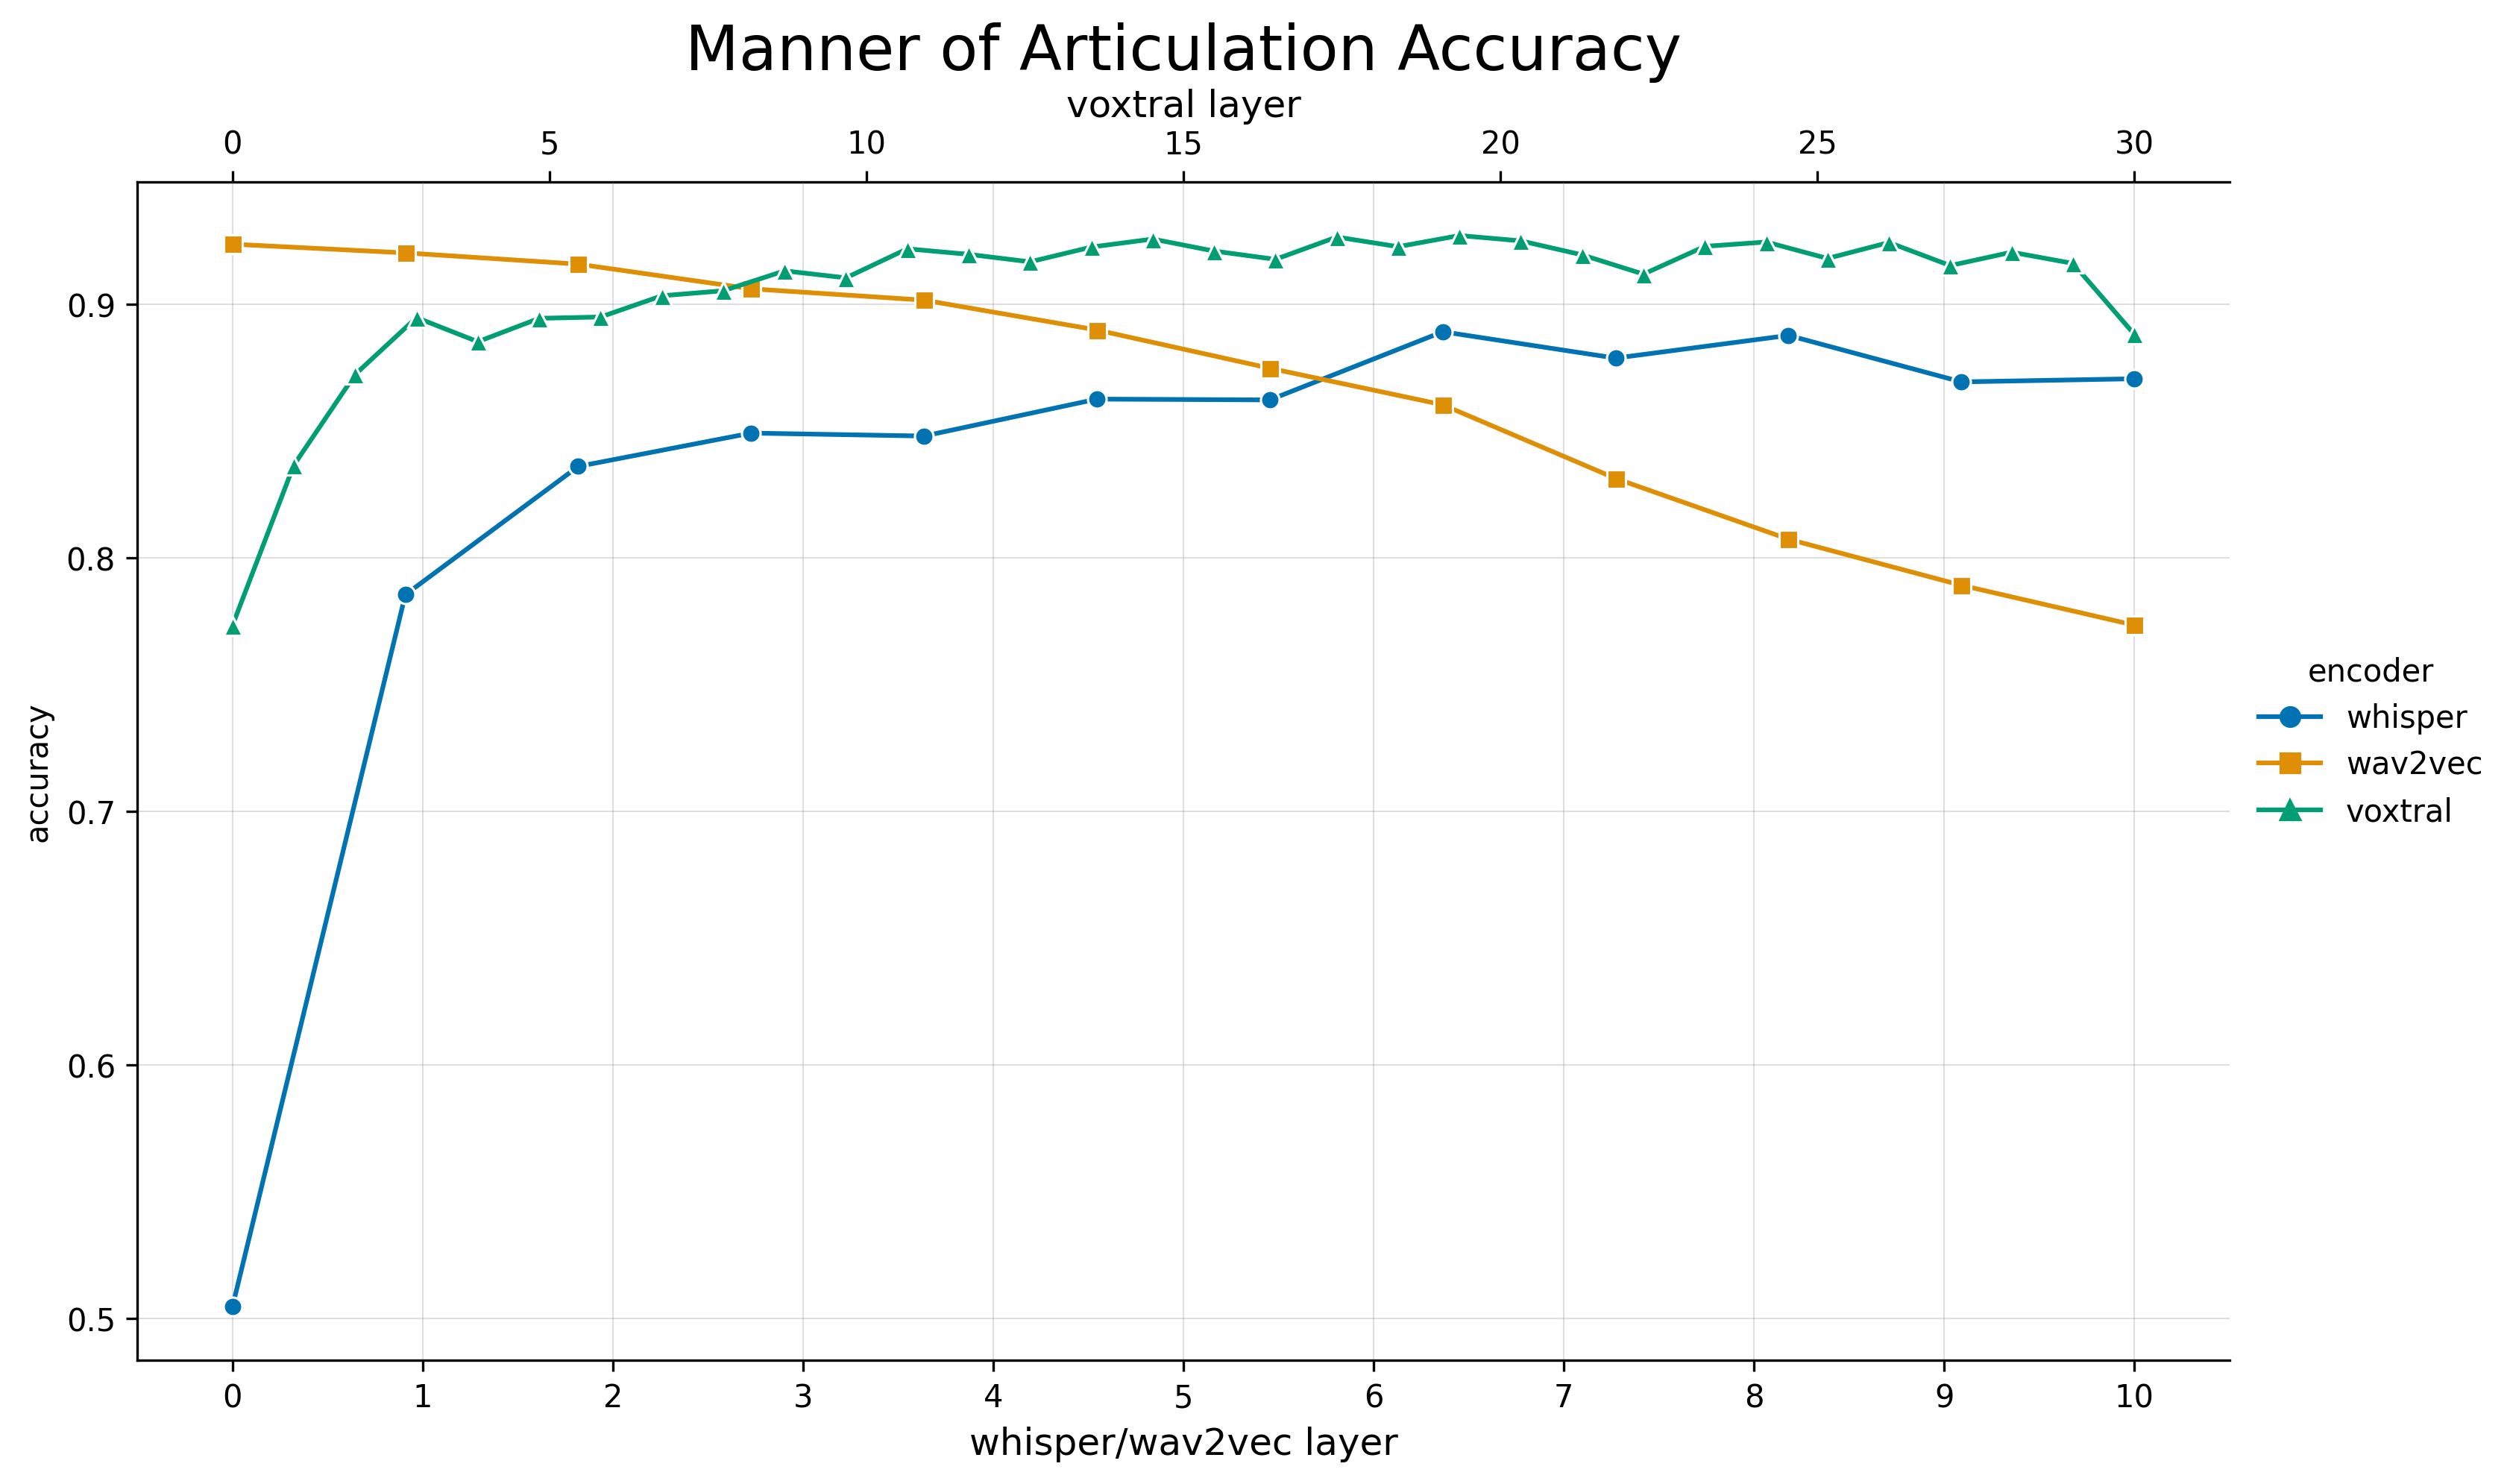 Manner of Articulation Accuracy
voxtral layer
0 5 10 15 20 25 30
0.9
0.8
0.7
0.6
0.5
accuracy
encoder
whisper
wav2vec
voxtral
0 1 2 3 4 5 6 7 8 9 10
whisper/wav2vec layer